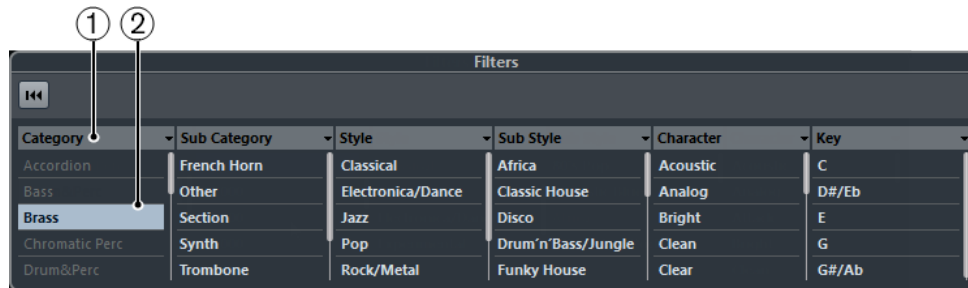 1 2
Filters
Category Sub Category Style Sub Style Character Key
Accordion French Horn Classical Africa Acoustic C
Bass Other Electronica/Dance Classic House Analog D#/Eb
Brass Section Jazz Disco Bright E
Chromatic Perc Synth Pop Drum´n´Bass/Jungle Clean G
Drum&Perc Trombone Rock/Metal Funky House Clear G#/Ab